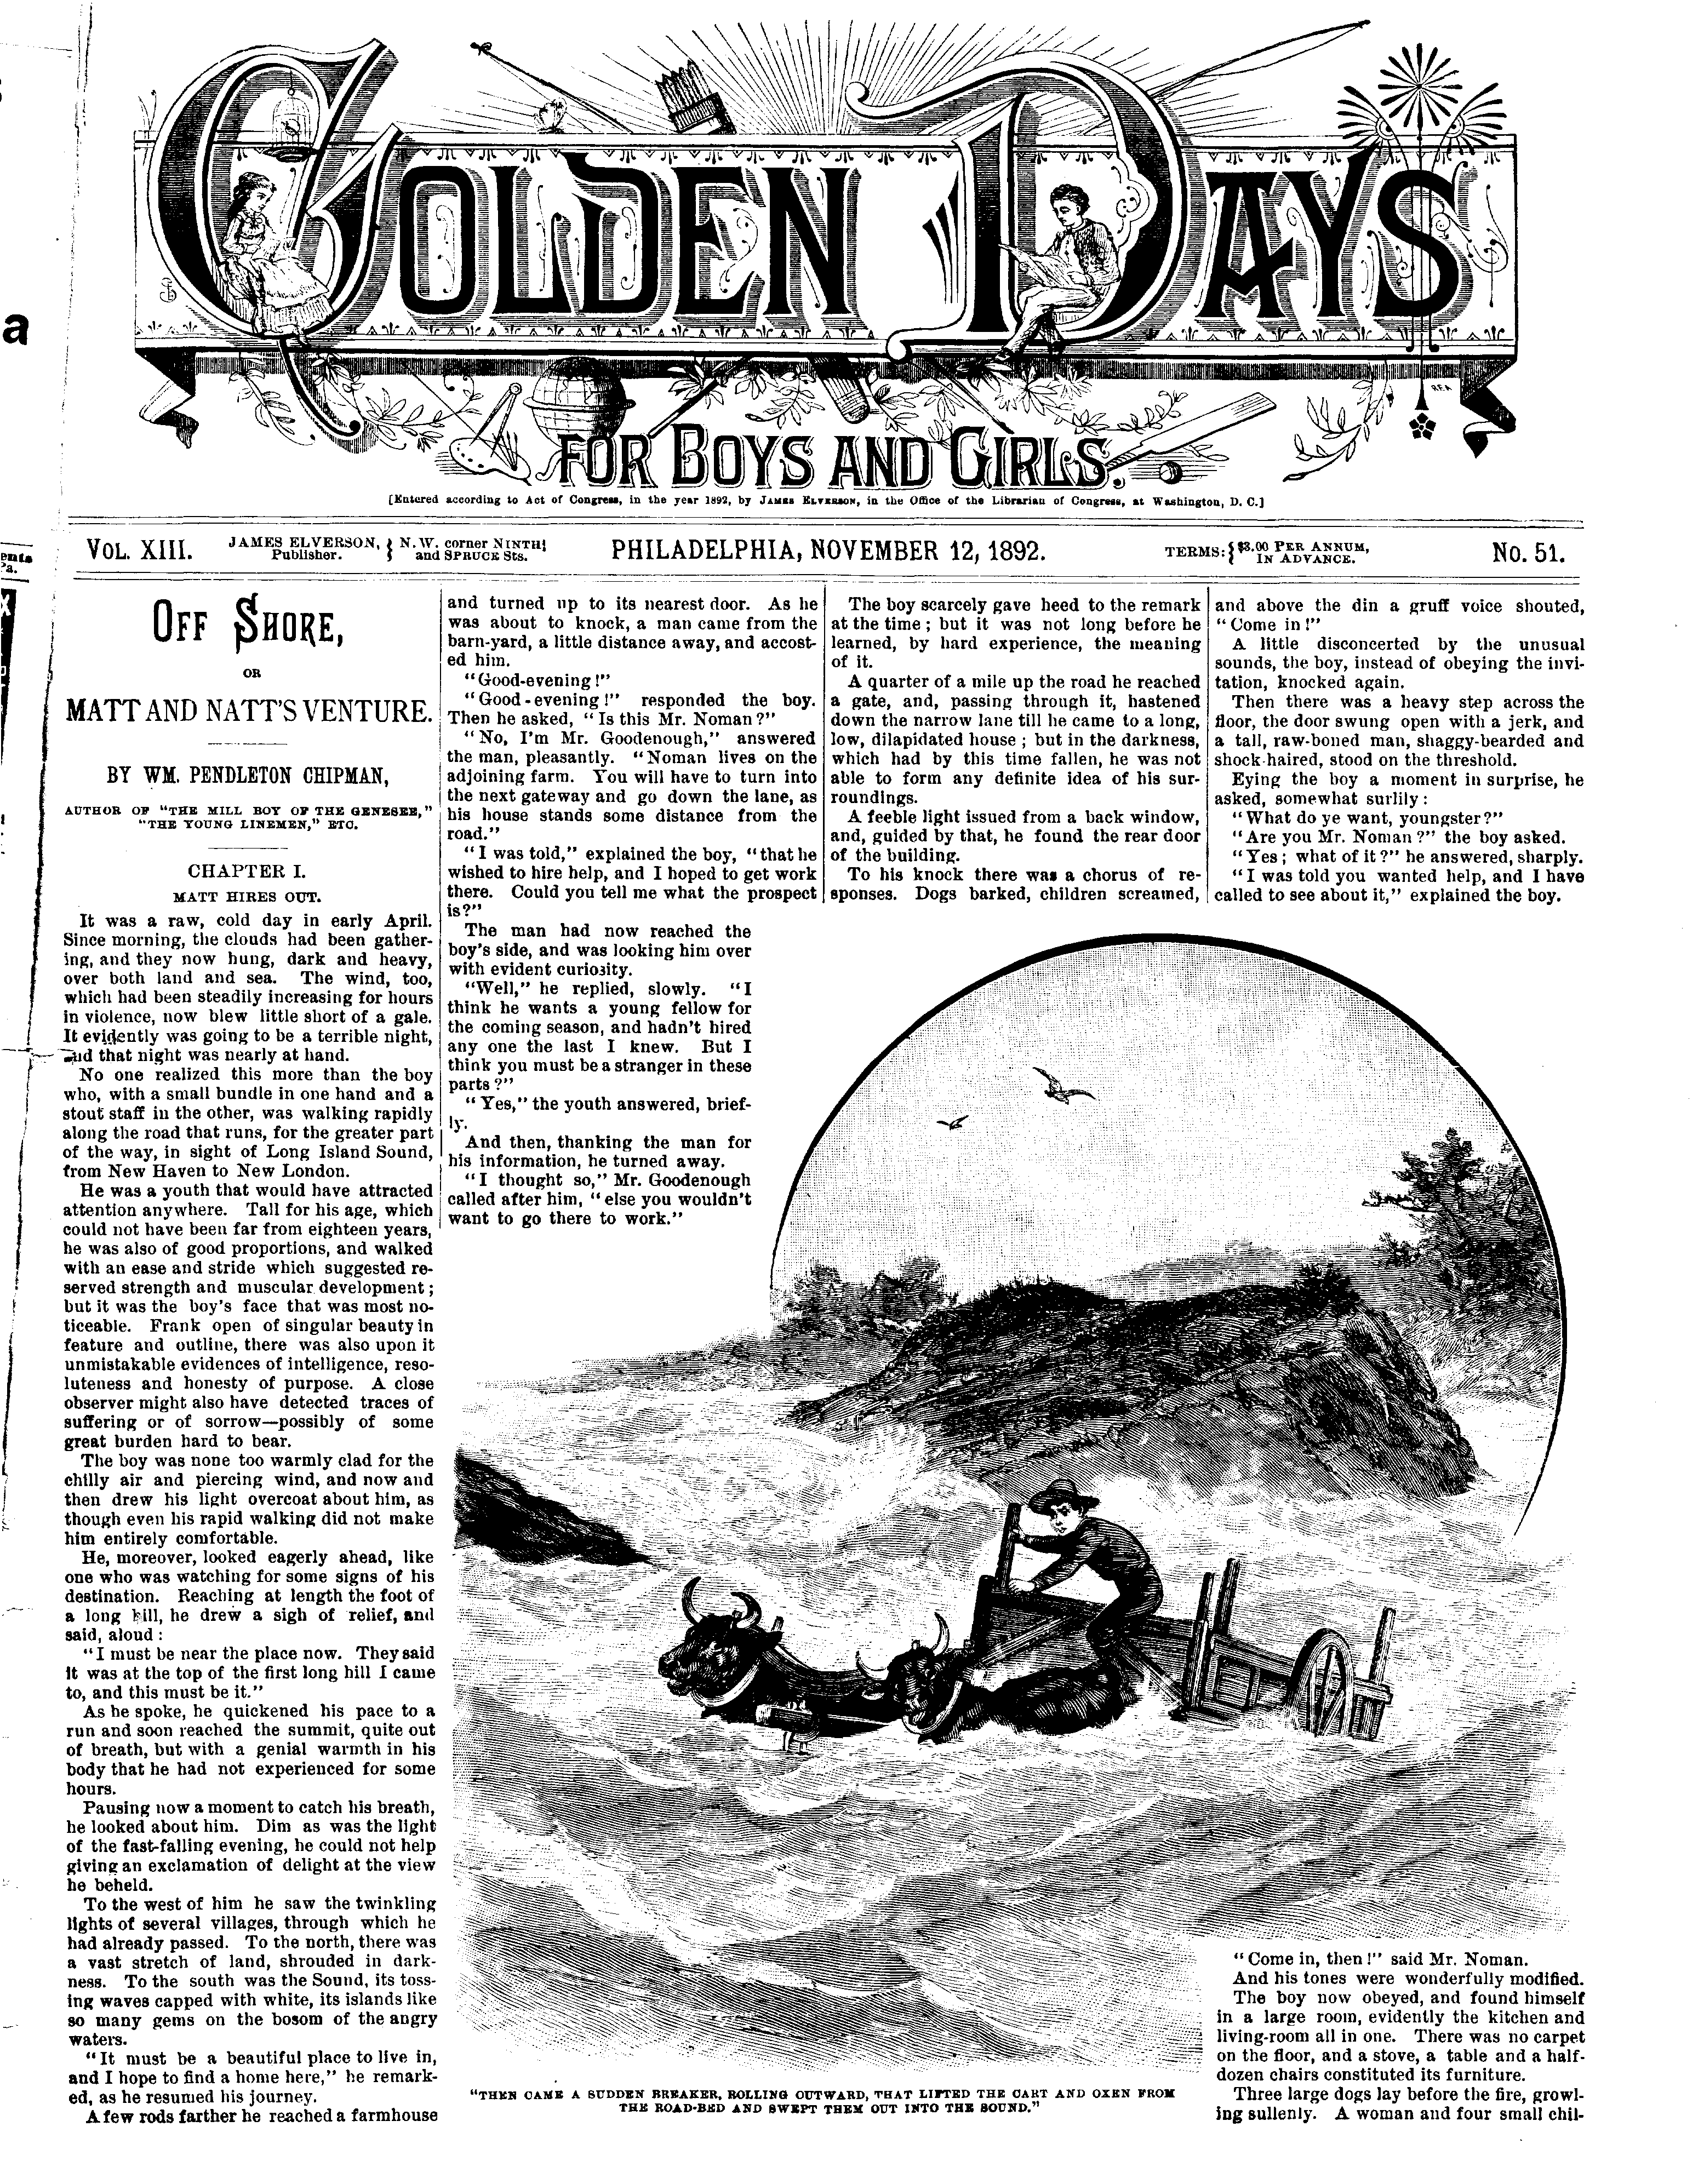 GOLDEN DAYS
FOR BOYS AND GIRLS.
[Entered according to Act of Congress, in the year 1892, by JAMES ELVERSON, in the Office of the Librarian of Congress, at Washington, D. C.]
VOL. XIII.
JAMES ELVERSON, Publisher.
N.W. corner NINTH and SPRUCE Sts.
PHILADELPHIA, NOVEMBER 12, 1892.
TERMS: $3.00 PER ANNUM, IN ADVANCE.
No. 51.
OFF SHORE,
OR
MATT AND NATT'S VENTURE.
BY WM. PENDLETON CHIPMAN,
AUTHOR OF "THE MILL BOY OF THE GENESEE,"
"THE YOUNG LINEMEN," ETC.
CHAPTER I.
MATT HIRES OUT.
It was a raw, cold day in early April.
Since morning, the clouds had been gather-
ing, and they now hung, dark and heavy,
over both land and sea. The wind, too,
which had been steadily increasing for hours
in violence, now blew little short of a gale.
It evidently was going to be a terrible night,
and that night was nearly at hand.
No one realized this more than the boy
who, with a small bundle in one hand and a
stout staff in the other, was walking rapidly
along the road that runs, for the greater part
of the way, in sight of Long Island Sound,
from New Haven to New London.
He was a youth that would have attracted
attention anywhere. Tall for his age, which
could not have been far from eighteen years,
he was also of good proportions, and walked
with an ease and stride which suggested re-
served strength and muscular development;
but it was the boy's face that was most no-
ticeable. Frank open of singular beauty in
feature and outline, there was also upon it
unmistakable evidences of intelligence, reso-
luteness and honesty of purpose. A close
observer might also have detected traces of
suffering or of sorrow—possibly of some
great burden hard to bear.
The boy was none too warmly clad for the
chilly air and piercing wind, and now and
then drew his light overcoat about him, as
though even his rapid walking did not make
him entirely comfortable.
He, moreover, looked eagerly ahead, like
one who was watching for some signs of his
destination. Reaching at length the foot of
a long hill, he drew a sigh of relief, and
said, aloud:
"I must be near the place now. They said
it was at the top of the first long hill I came
to, and this must be it."
As he spoke, he quickened his pace to a
run and soon reached the summit, quite out
of breath, but with a genial warmth in his
body that he had not experienced for some
hours.
Pausing now a moment to catch his breath,
he looked about him. Dim as was the light
of the fast-falling evening, he could not help
giving an exclamation of delight at the view
he beheld.
To the west of him he saw the twinkling
lights of several villages, through which he
had already passed. To the north, there was
a vast stretch of land, shrouded in dark-
ness. To the south was the Sound, its toss-
ing waves capped with white, its islands like
so many gems on the bosom of the angry
waters.
"It must be a beautiful place to live in,
and I hope to find a home here," he remark-
ed, as he resumed his journey.
A few rods farther he reached a farmhouse
and turned up to its nearest door. As he
was about to knock, a man came from the
barn-yard, a little distance away, and accost-
ed him.
"Good-evening!"
"Good-evening!" responded the boy.
Then he asked, "Is this Mr. Noman?"
"No, I'm Mr. Goodenough," answered
the man, pleasantly. "Noman lives on the
adjoining farm. You will have to turn into
the next gateway and go down the lane, as
his house stands some distance from the
road."
"I was told," explained the boy, "that he
wished to hire help, and I hoped to get work
there. Could you tell me what the prospect
is?"
The man had now reached the
boy's side, and was looking him over
with evident curiosity.
"Well," he replied, slowly. "I
think he wants a young fellow for
the coming season, and hadn't hired
any one the last I knew. But I
think you must be a stranger in these
parts?"
"Yes," the youth answered, brief-
ly.
And then, thanking the man for
his information, he turned away.
"I thought so," Mr. Goodenough
called after him, "else you wouldn't
want to go there to work."
The boy scarcely gave heed to the remark
at the time; but it was not long before he
learned, by hard experience, the meaning
of it.
A quarter of a mile up the road he reached
a gate, and, passing through it, hastened
down the narrow lane till he came to a long,
low, dilapidated house; but in the darkness,
which had by this time fallen, he was not
able to form any definite idea of his sur-
roundings.
A feeble light issued from a back window,
and, guided by that, he found the rear door
of the building.
To his knock there was a chorus of re-
sponses. Dogs barked, children screamed,
and above the din a gruff voice shouted,
"Come in!"
A little disconcerted by the unusual
sounds, the boy, instead of obeying the invi-
tation, knocked again.
Then there was a heavy step across the
floor, the door swung open with a jerk, and
a tall, raw-boned man, shaggy-bearded and
shock-haired, stood on the threshold.
Eying the boy a moment in surprise, he
asked, somewhat surlily:
"What do ye want, youngster?"
"Are you Mr. Noman?" the boy asked.
"Yes; what of it?" he answered, sharply.
"I was told you wanted help, and I have
called to see about it," explained the boy.
"Come in, then!" said Mr. Noman.
And his tones were wonderfully modified.
The boy now obeyed, and found himself
in a large room, evidently the kitchen and
living-room all in one. There was no carpet
on the floor, and a stove, a table and a half-
dozen chairs constituted its furniture.
Three large dogs lay before the fire, growl-
ing sullenly. A woman and four small chil-
"THEN CAME A SUDDEN BREAKER, ROLLING OUTWARD, THAT LIFTED THE CART AND OXEN FROM
THE ROAD-BED AND SWEPT THEM OUT INTO THE SOUND."